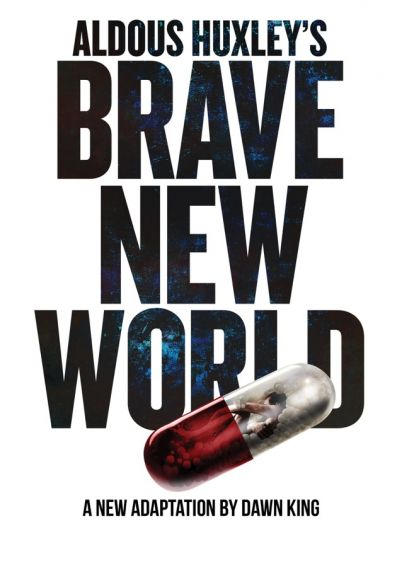 ALDOUS HUXLEY'S
BRAVE
NEW
WORLD
A NEW ADAPTATION BY DAWN KING